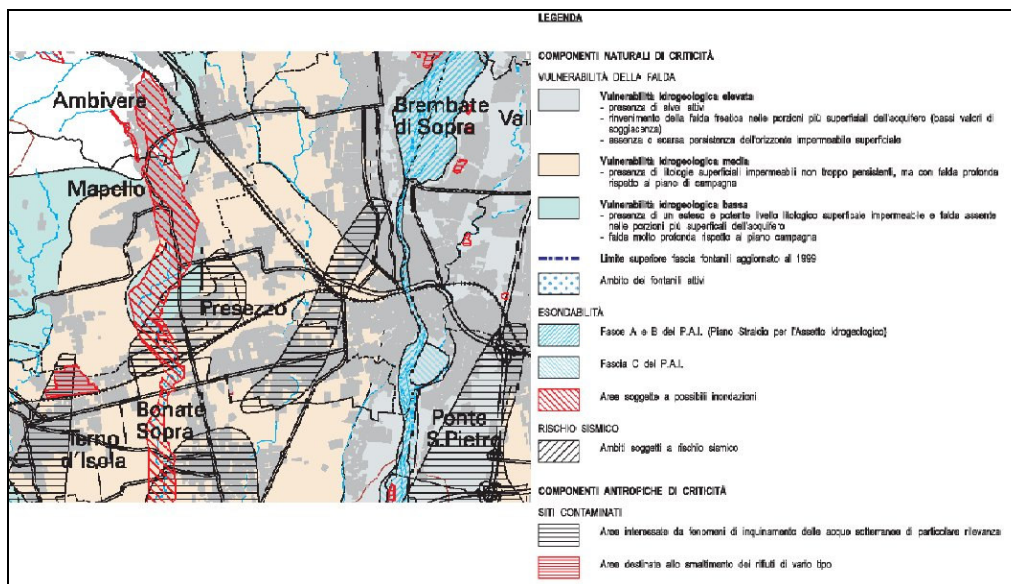 Ambivere
Mapello
Presezzo
Bonate
Sopra
Terno
d'Isola
Brembate
di Sopra
Val
Ponte
S.Pietro
LEGENDA
COMPONENTI NATURALI DI CRITICITÀ
VULNERABILITÀ DELLA FALDA
Vulnerabilità idrogeologica elevata
- presenza di alvei attivi
- rinvenimento della falda freatica nelle porzioni più superficiali dell'acquifero (bassi valori di
soggiacenza)
- assenza o scarsa persistenza dell'orizzonte impermeabile superficiale
Vulnerabilità idrogeologica media
- presenza di litologie superficiali impermeabili non troppo persistenti, ma con falda profonda
rispetto al piano di campagna
Vulnerabilità idrogeologica bassa
- presenza di un esteso e potente livello litologico superficiale impermeabile e falda assente
nelle porzioni più superficiali dell'acquifero
- falda molto profonda rispetto al piano campagna
Limite superiore fascia fontanili aggiornato al 1999
Ambito dei fontanili attivi
ESONDABILITÀ
Fasce A e B del P.A.I. (Piano Stralcio per l'Assetto Idrogeologico)
Fascia C del P.A.I.
Aree soggette a possibili inondazioni
RISCHIO SISMICO
Ambiti soggetti a rischio sismico
COMPONENTI ANTROPICHE DI CRITICITÀ
SITI CONTAMINATI
Aree interessate da fenomeni di inquinamento delle acque sotterranee di particolare rilevanza
Aree destinate allo smaltimento dei rifiuti di vario tipo